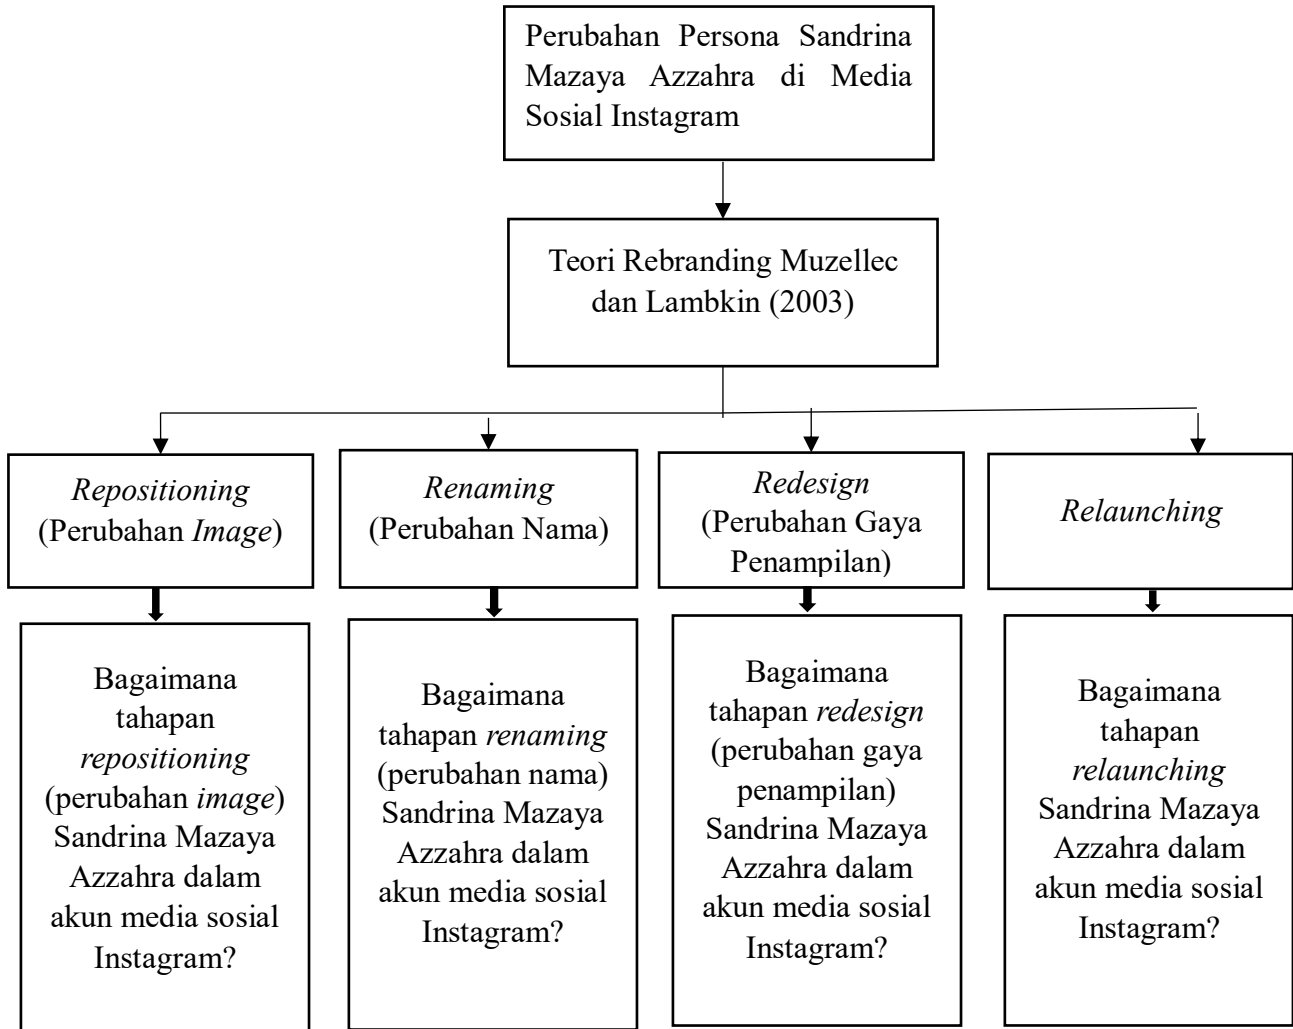 Perubahan Persona Sandrina
Mazaya Azzahra di Media
Sosial Instagram
Teori Rebranding Muzellec
dan Lambkin (2003)
Repositioning
(Perubahan Image)
Renaming
(Perubahan Nama)
Redesign
(Perubahan Gaya
Penampilan)
Relaunching
Bagaimana
tahapan
repositioning
(perubahan image)
Sandrina Mazaya
Azzahra dalam
akun media sosial
Instagram?
Bagaimana
tahapan renaming
(perubahan nama)
Sandrina Mazaya
Azzahra dalam
akun media sosial
Instagram?
Bagaimana
tahapan redesign
(perubahan gaya
penampilan)
Sandrina Mazaya
Azzahra dalam
akun media sosial
Instagram?
Bagaimana
tahapan
relaunching
Sandrina Mazaya
Azzahra dalam
akun media sosial
Instagram?